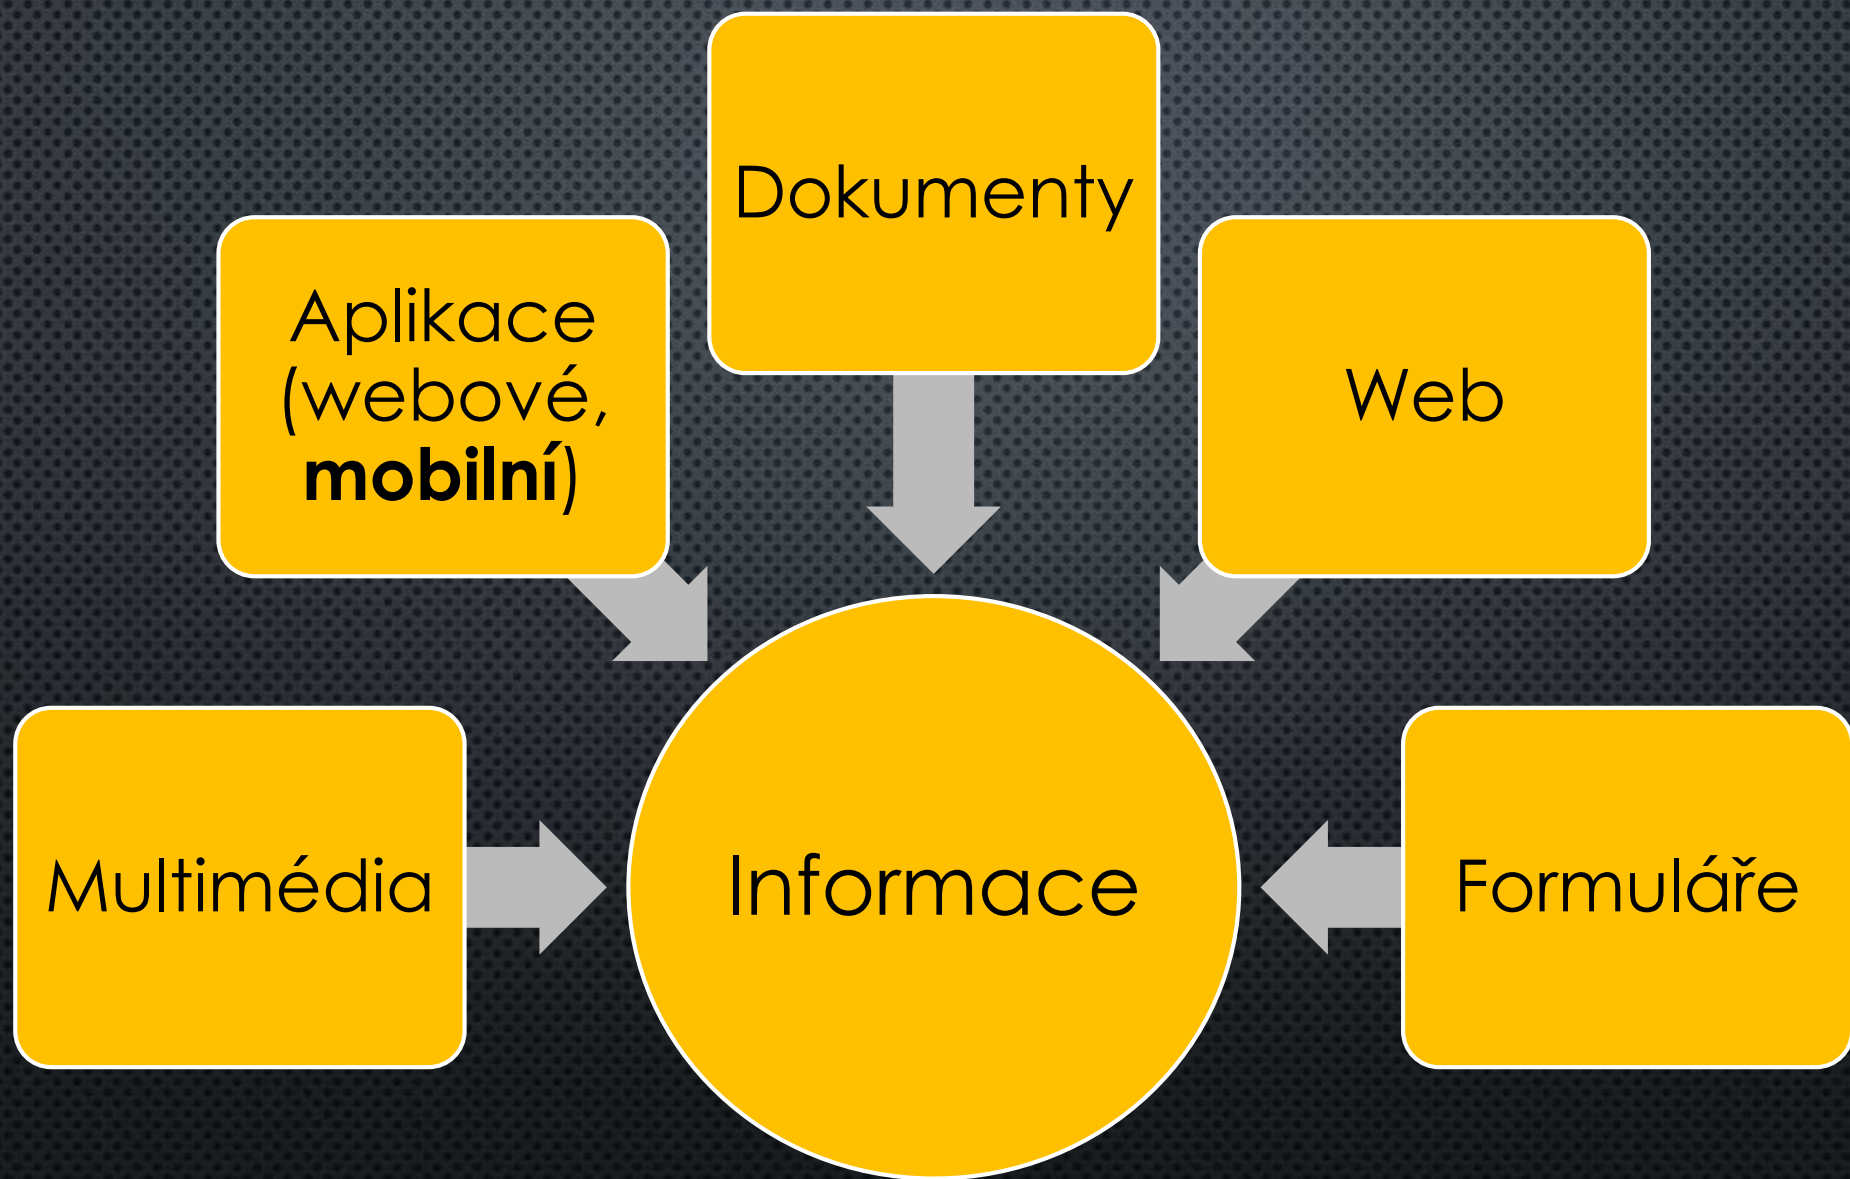 Dokumenty
Aplikace
(webové,
mobilní)
Web
Multimédia
Informace
Formuláře